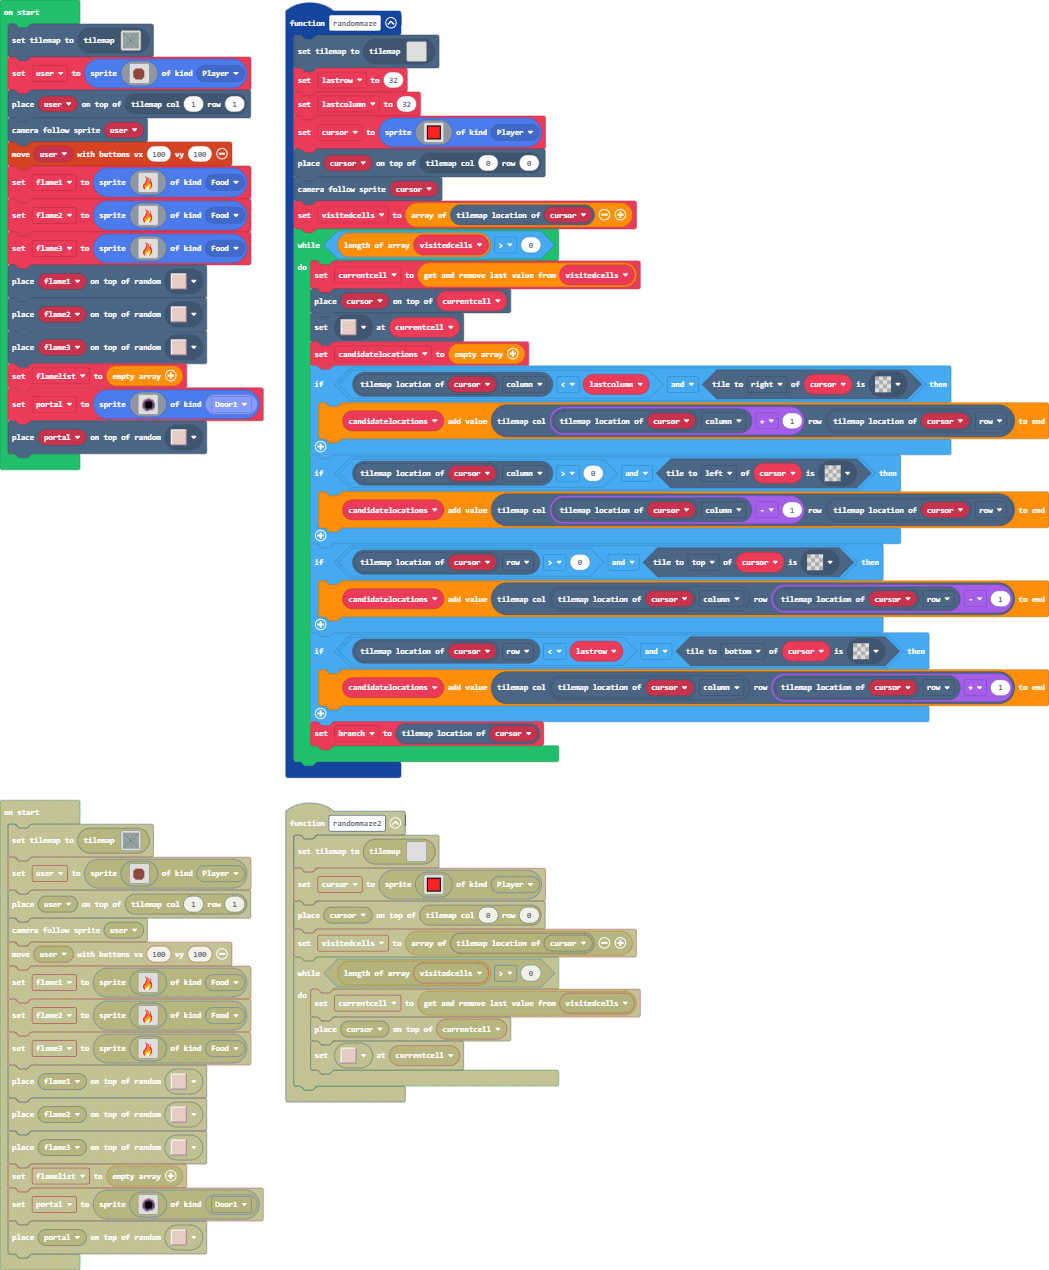 on start
set tilemap to tilemap
set user to sprite of kind Player
place user on top of tilemap col 1 row 1
camera follow sprite user
move user with buttons vx 100 vy 100
set flame1 to sprite of kind Food
set flame2 to sprite of kind Food
set flame3 to sprite of kind Food
place flame1 on top of random
place flame2 on top of random
place flame3 on top of random
set flamelist to empty array
set portal to sprite of kind Door1
place portal on top of random
function randommaze
set tilemap to tilemap
set lastrow to 32
set lastcolumn to 32
set cursor to sprite of kind Player
place cursor on top of tilemap col 0 row 0
camera follow sprite cursor
set visitedcells to array of tilemap location of cursor
while length of array visitedcells > 0
do
set currentcell to get and remove last value from visitedcells
place cursor on top of currentcell
set at currentcell
set candidatelocations to empty array
if tilemap location of cursor column < lastcolumn and tile to right of cursor is then
candidatelocations add value tilemap col tilemap location of cursor column + 1 row tilemap location of cursor row to end
if tilemap location of cursor column > 0 and tile to left of cursor is then
candidatelocations add value tilemap col tilemap location of cursor column - 1 row tilemap location of cursor row to end
if tilemap location of cursor row > 0 and tile to top of cursor is then
candidatelocations add value tilemap col tilemap location of cursor column row tilemap location of cursor row - 1 to end
if tilemap location of cursor row < lastrow and tile to bottom of cursor is then
candidatelocations add value tilemap col tilemap location of cursor column row tilemap location of cursor row + 1 to end
set branch to tilemap location of cursor
on start
set tilemap to tilemap
set user to sprite of kind Player
place user on top of tilemap col 1 row 1
camera follow sprite user
move user with buttons vx 100 vy 100
set flame1 to sprite of kind Food
set flame2 to sprite of kind Food
set flame3 to sprite of kind Food
place flame1 on top of random
place flame2 on top of random
place flame3 on top of random
set flamelist to empty array
set portal to sprite of kind Door1
place portal on top of random
function randommaze2
set tilemap to tilemap
set cursor to sprite of kind Player
place cursor on top of tilemap col 0 row 0
set visitedcells to array of tilemap location of cursor
while length of array visitedcells > 0
do
set currentcell to get and remove last value from visitedcells
place cursor on top of currentcell
set at currentcell